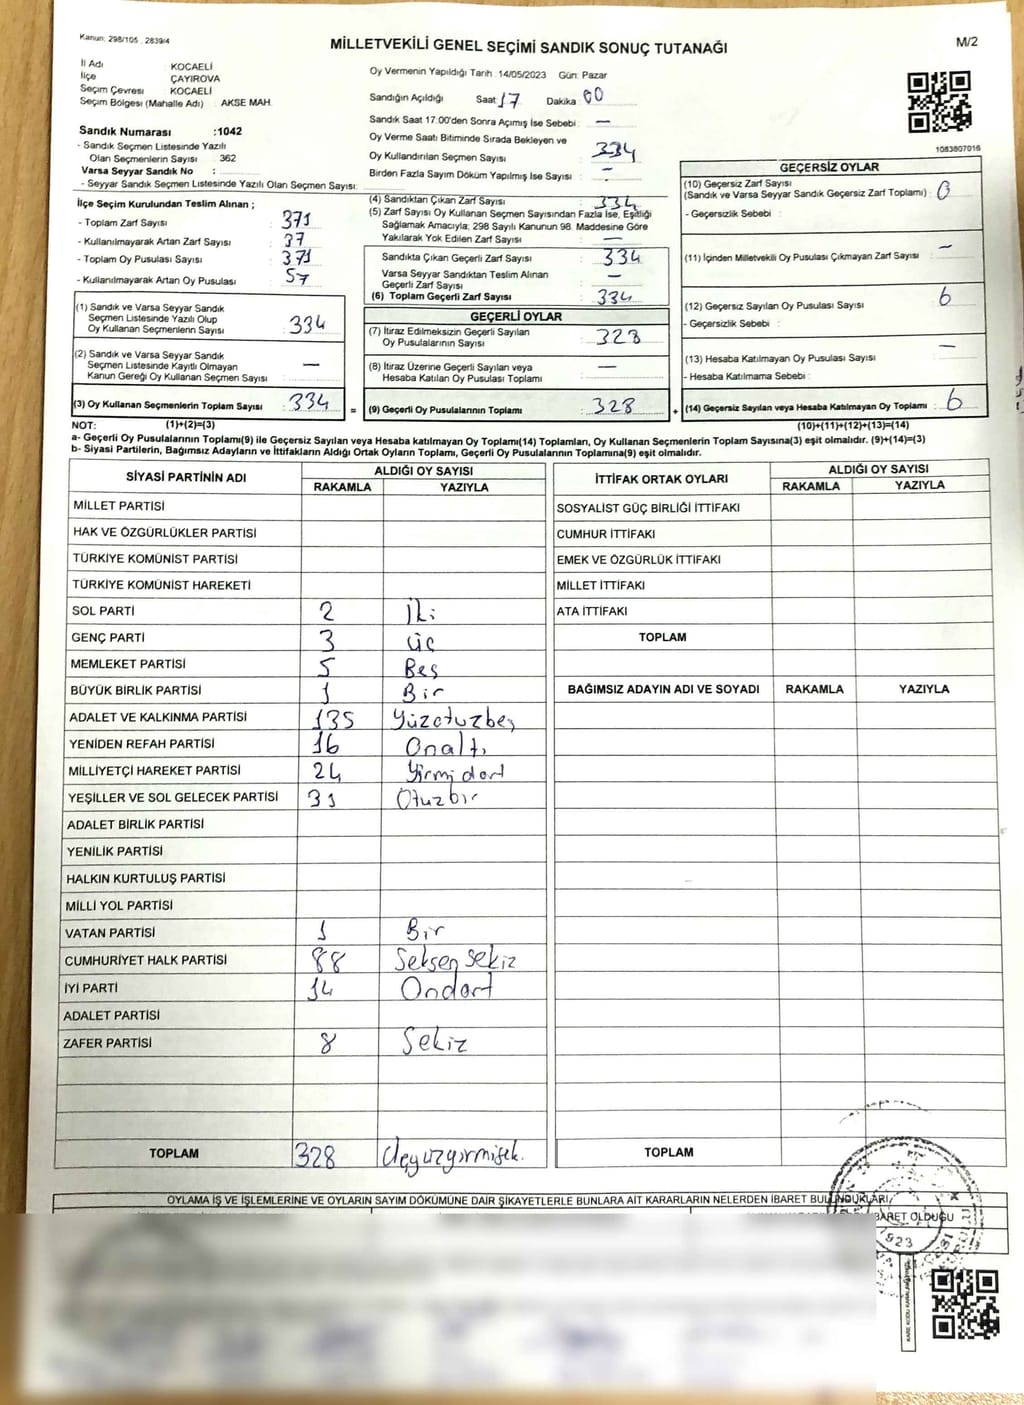 Kanun: 298/105 , 2839/4
MİLLETVEKİLİ GENEL SEÇİMİ SANDIK SONUÇ TUTANAĞI
M/2
İl Adı KOCAELİ
İlçe ÇAYIROVA
Seçim Çevresi KOCAELİ
Seçim Bölgesi (Mahalle Adı) : AKSE MAH.
Sandık Numarası :1042
- Sandık Seçmen Listesinde Yazılı
Olan Seçmenlerin Sayısı : 362
Varsa Seyyar Sandık No :
- Seyyar Sandık Seçmen Listesinde Yazılı Olan Seçmen Sayısı:
Oy Vermenin Yapıldığı Tarih : 14/05/2023 Gün: Pazar
Sandığın Açıldığı Saat 17 Dakika 00
Sandık Saat 17:00'den Sonra Açımış İse Sebebi : —
Oy Verme Saatı Bitiminde Sırada Bekleyen ve
Oy Kullandırılan Seçmen Sayısı : 334
Birden Fazla Sayım Döküm Yapılmış İse Sayısı : -
1083807016
İlçe Seçim Kurulundan Teslim Alınan ;
- Toplam Zarf Sayısı : 371
- Kullanılmayarak Artan Zarf Sayısı : 37
- Toplam Oy Pusulası Sayısı : 371
- Kullanılmayarak Artan Oy Pusulası : 57
(1) Sandık ve Varsa Seyyar Sandık
Seçmen Listesinde Yazılı Olup
Oy Kullanan Seçmenlerın Sayısı : 334
(2) Sandık ve Varsa Seyyar Sandık
Seçmen Listesinde Kayıtlı Olmayan
Kanun Gereği Oy Kullanan Seçmen Sayısı : —
(3) Oy Kullanan Seçmenlerin Toplam Sayısı : 334 =
(4) Sandıktan Çıkan Zarf Sayısı : 334
(5) Zarf Sayısı Oy Kullanan Seçmen Sayısından Fazla İse, Eşitliği
Sağlamak Amacıyla; 298 Sayılı Kanunun 98. Maddesine Göre
Yakılarak Yok Edilen Zarf Sayısı : —
Sandıkta Çıkan Geçerli Zarf Sayısı : 334
Varsa Seyyar Sandıktan Teslim Alınan
Geçerli Zarf Sayısı : —
(6) Toplam Geçerli Zarf Sayısı : 334
GEÇERLİ OYLAR
(7) İtiraz Edilmeksizin Geçerli Sayılan
Oy Pusulalarının Sayısı : 328
(8) İtiraz Üzerine Geçerli Sayılan veya
Hesaba Katılan Oy Pusulası Toplamı : —
(9) Geçerli Oy Pusulalarının Toplamı : 328 +
GEÇERSİZ OYLAR
(10) Geçersiz Zarf Sayısı
(Sandık ve Varsa Seyyar Sandık Geçersiz Zarf Toplamı) : 0
- Geçersizlik Sebebi :
(11) İçinden Milletvekili Oy Pusulası Çıkmayan Zarf Sayısı : —
(12) Geçersiz Sayılan Oy Pusulası Sayısı : 6
- Geçersizlik Sebebi :
(13) Hesaba Katılmayan Oy Pusulası Sayısı : —
- Hesaba Katılmama Sebebi :
(14) Geçersiz Sayılan veya Hesaba Katılmayan Oy Toplamı : 6
NOT: (1)+(2)=(3) (10)+(11)+(12)+(13)=(14)
a- Geçerli Oy Pusulalarının Toplamı(9) ile Geçersiz Sayılan veya Hesaba katılmayan Oy Toplamı(14) Toplamları, Oy Kullanan Seçmenlerin Toplam Sayısına(3) eşit olmalıdır. (9)+(14)=(3)
b- Siyasi Partilerin, Bağımsız Adayların ve İttifakların Aldığı Ortak Oyların Toplamı, Geçerli Oy Pusulalarının Toplamına(9) eşit olmalıdır.
SİYASİ PARTİNİN ADI ALDIĞI OY SAYISI
RAKAMLA YAZIYLA
MİLLET PARTİSİ
HAK VE ÖZGÜRLÜKLER PARTİSİ
TÜRKİYE KOMÜNİST PARTİSİ
TÜRKİYE KOMÜNİST HAREKETİ
SOL PARTİ 2 İki
GENÇ PARTİ 3 üç
MEMLEKET PARTİSİ 5 Beş
BÜYÜK BİRLİK PARTİSİ 1 Bir
ADALET VE KALKINMA PARTİSİ 135 Yüzotuzbeş
YENİDEN REFAH PARTİSİ 16 Onaltı
MİLLİYETÇİ HAREKET PARTİSİ 24 Yirmi dört
YEŞİLLER VE SOL GELECEK PARTİSİ 31 Otuzbir
ADALET BİRLİK PARTİSİ
YENİLİK PARTİSİ
HALKIN KURTULUŞ PARTİSİ
MİLLİ YOL PARTİSİ
VATAN PARTİSİ 1 Bir
CUMHURİYET HALK PARTİSİ 88 Seksen sekiz
İYİ PARTİ 14 Ondört
ADALET PARTİSİ
ZAFER PARTİSİ 8 Sekiz
TOPLAM 328 üçyüzyirmisek.
İTTİFAK ORTAK OYLARI ALDIĞI OY SAYISI
RAKAMLA YAZIYLA
SOSYALİST GÜÇ BİRLİĞİ İTTİFAKI
CUMHUR İTTİFAKI
EMEK VE ÖZGÜRLÜK İTTİFAKI
MİLLET İTTİFAKI
ATA İTTİFAKI
TOPLAM
BAĞIMSIZ ADAYIN ADI VE SOYADI RAKAMLA YAZIYLA
TOPLAM
OYLAMA İŞ VE İŞLEMLERİNE VE OYLARIN SAYIM DÖKÜMÜNE DAİR ŞİKAYETLERLE BUNLARA AİT KARARLARIN NELERDEN İBARET BULUNDUKLARI
İBARET OLDUĞU
1923